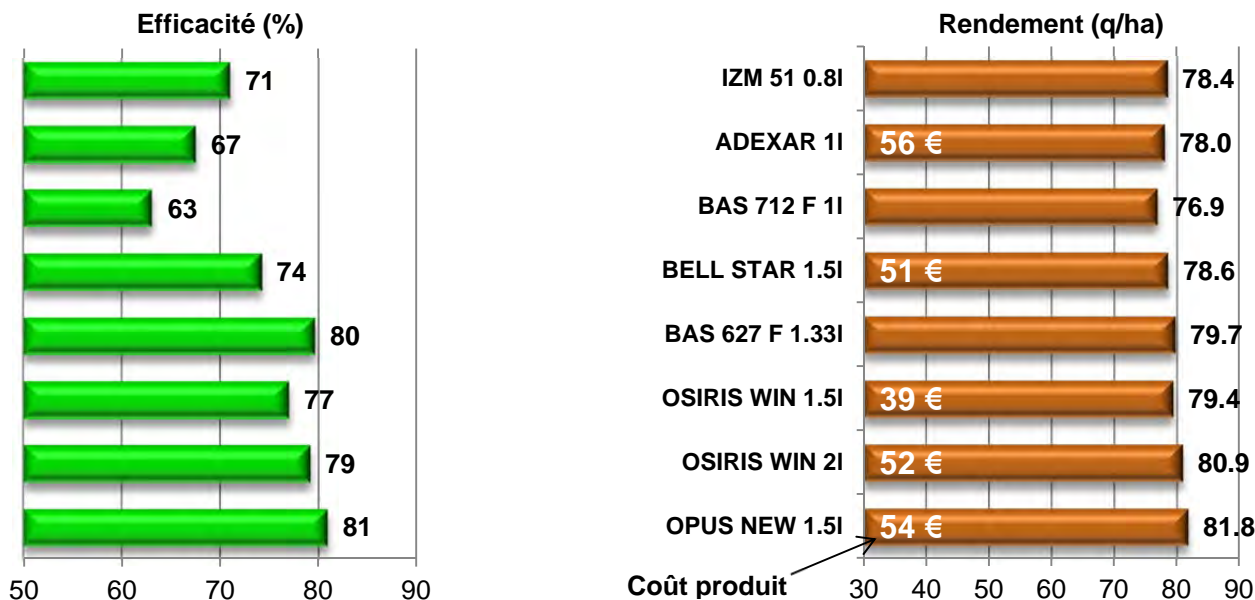 Efficacité (%)
71
67
63
74
80
77
79
81
50 60 70 80 90
Rendement (q/ha)
IZM 51 0.8l 78.4
ADEXAR 1l 56 € 78.0
BAS 712 F 1l 76.9
BELL STAR 1.5l 51 € 78.6
BAS 627 F 1.33l 79.7
OSIRIS WIN 1.5l 39 € 79.4
OSIRIS WIN 2l 52 € 80.9
OPUS NEW 1.5l 54 € 81.8
Coût produit
30 40 50 60 70 80 90